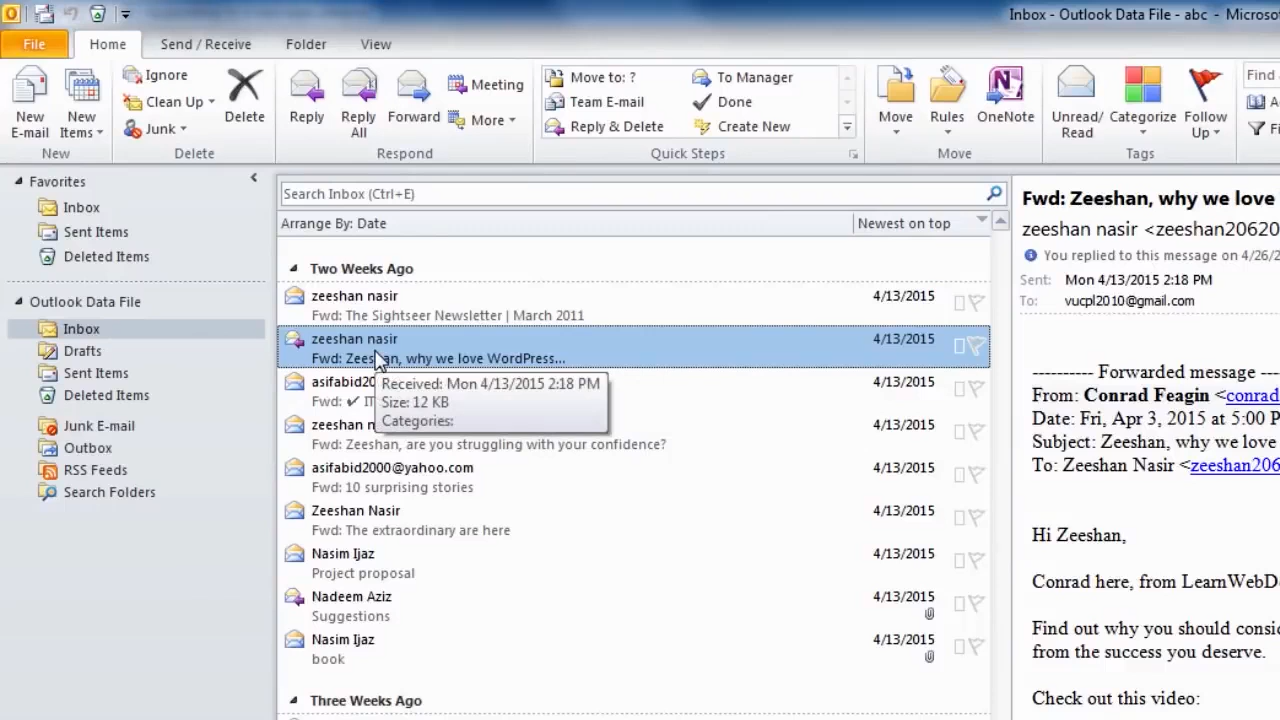 Inbox - Outlook Data File - abc - Microso
File Home Send / Receive Folder View
New E-mail
New Items
New
Ignore
Clean Up
Junk
Delete
Delete
Reply
Reply All
Forward
Meeting
More
Respond
Move to: ?
Team E-mail
Reply & Delete
To Manager
Done
Create New
Quick Steps
Move
Rules
OneNote
Move
Unread/ Read
Categorize
Follow Up
Tags
Find
Favorites
Inbox
Sent Items
Deleted Items
Outlook Data File
Inbox
Drafts
Sent Items
Deleted Items
Junk E-mail
Outbox
RSS Feeds
Search Folders
Search Inbox (Ctrl+E)
Arrange By: Date Newest on top
Two Weeks Ago
zeeshan nasir 4/13/2015
Fwd: The Sightseer Newsletter | March 2011
zeeshan nasir 4/13/2015
Fwd: Zeeshan, why we love WordPress...
asifabid20 4/13/2015
Fwd: ✔ IT
Received: Mon 4/13/2015 2:18 PM
Size: 12 KB
Categories:
zeeshan n 4/13/2015
Fwd: Zeeshan, are you struggling with your confidence?
asifabid2000@yahoo.com 4/13/2015
Fwd: 10 surprising stories
Zeeshan Nasir 4/13/2015
Fwd: The extraordinary are here
Nasim Ijaz 4/13/2015
Project proposal
Nadeem Aziz 4/13/2015
Suggestions
Nasim Ijaz 4/13/2015
book
Three Weeks Ago
Fwd: Zeeshan, why we love
zeeshan nasir <zeeshan20620
You replied to this message on 4/26/2
Sent: Mon 4/13/2015 2:18 PM
To: vucpl2010@gmail.com
---------- Forwarded message ----
From: Conrad Feagin <conrad
Date: Fri, Apr 3, 2015 at 5:00 P
Subject: Zeeshan, why we love
To: Zeeshan Nasir <zeeshan206
Hi Zeeshan,
Conrad here, from LearnWebD
Find out why you should consid
from the success you deserve.
Check out this video: